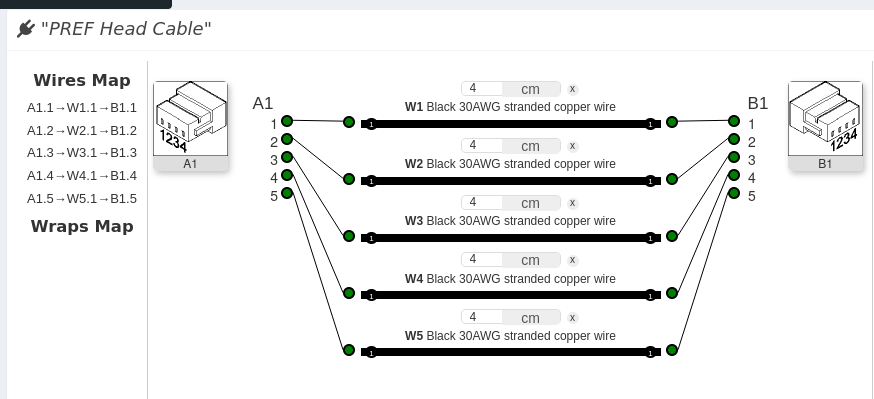 "PREF Head Cable"
Wires Map
A1.1→W1.1→B1.1
A1.2→W2.1→B1.2
A1.3→W3.1→B1.3
A1.4→W4.1→B1.4
A1.5→W5.1→B1.5
Wraps Map
1234
A1
A1
1
2
3
4
5
4 cm x
W1 Black 30AWG stranded copper wire
1 1
4 cm x
W2 Black 30AWG stranded copper wire
1 1
4 cm x
W3 Black 30AWG stranded copper wire
1 1
4 cm x
W4 Black 30AWG stranded copper wire
1 1
4 cm x
W5 Black 30AWG stranded copper wire
1 1
B1
1
2
3
4
5
1234
B1